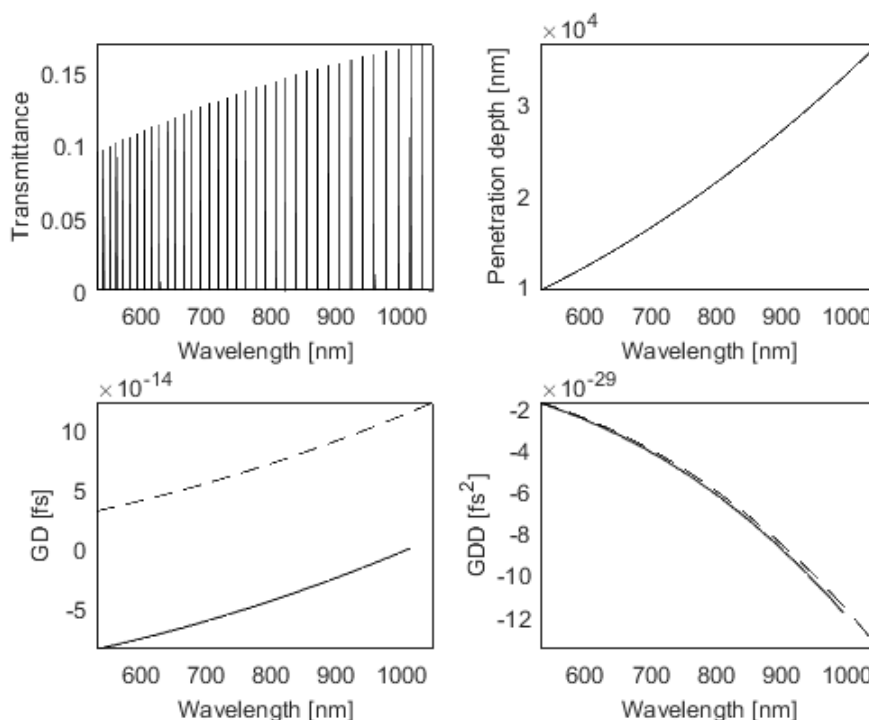 Transmittance
0.15
0.1
0.05
0
600 700 800 900 1000
Wavelength [nm]
× 10^4
Penetration depth [nm]
3
2
1
600 700 800 900 1000
Wavelength [nm]
× 10^-14
GD [fs]
10
5
0
-5
600 700 800 900 1000
Wavelength [nm]
× 10^-29
GDD [fs^2]
-2
-4
-6
-8
-10
-12
600 700 800 900 1000
Wavelength [nm]